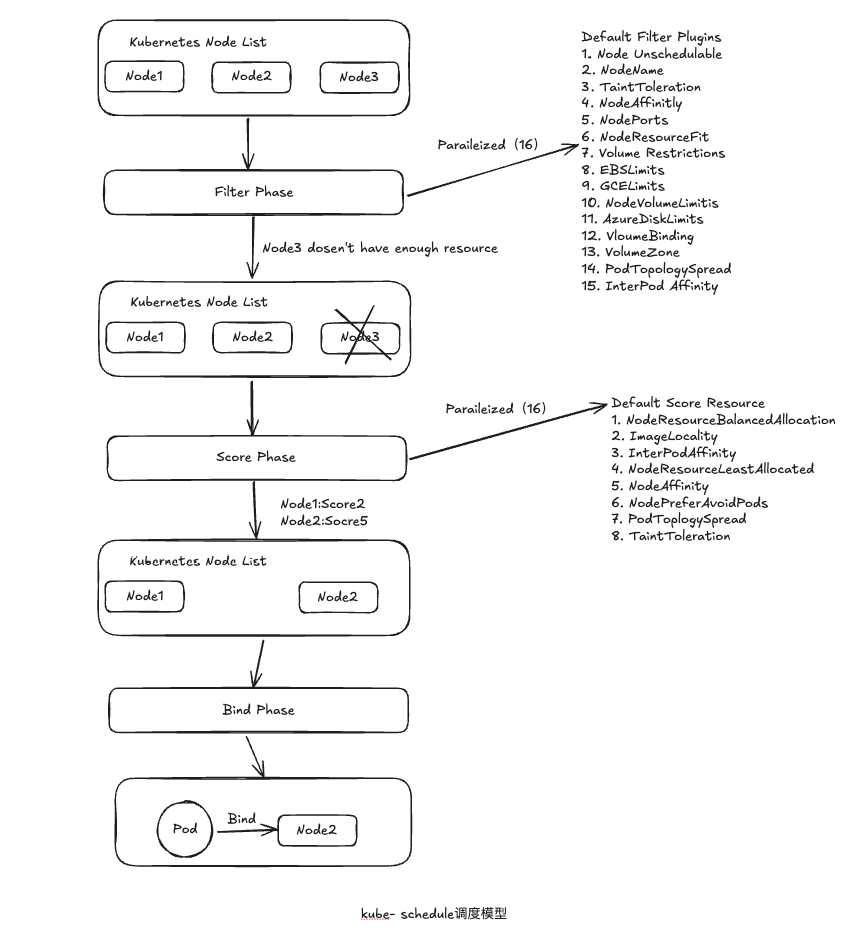 Kubernetes Node List
Node1 Node2 Node3
Filter Phase
Paraileized (16)
Default Filter Plugins
1. Node Unschedulable
2. NodeName
3. TaintToleration
4. NodeAffinitly
5. NodePorts
6. NodeResourceFit
7. Volume Restrictions
8. EBSLimits
9. GCELimits
10. NodeVolumeLimitis
11. AzureDiskLimits
12. VloumeBinding
13. VolumeZone
14. PodTopologySpread
15. InterPod Affinity
Node3 dosen't have enough resource
Kubernetes Node List
Node1 Node2 Node3
Score Phase
Paraileized (16)
Default Score Resource
1. NodeResourceBalancedAllocation
2. ImageLocality
3. InterPodAffinity
4. NodeResourceLeastAllocated
5. NodeAffinity
6. NodePreferAvoidPods
7. PodToplogySpread
8. TaintToleration
Node1:Score2
Node2:Socre5
Kubernetes Node List
Node1 Node2
Bind Phase
Pod Bind Node2
kube- schedule调度模型